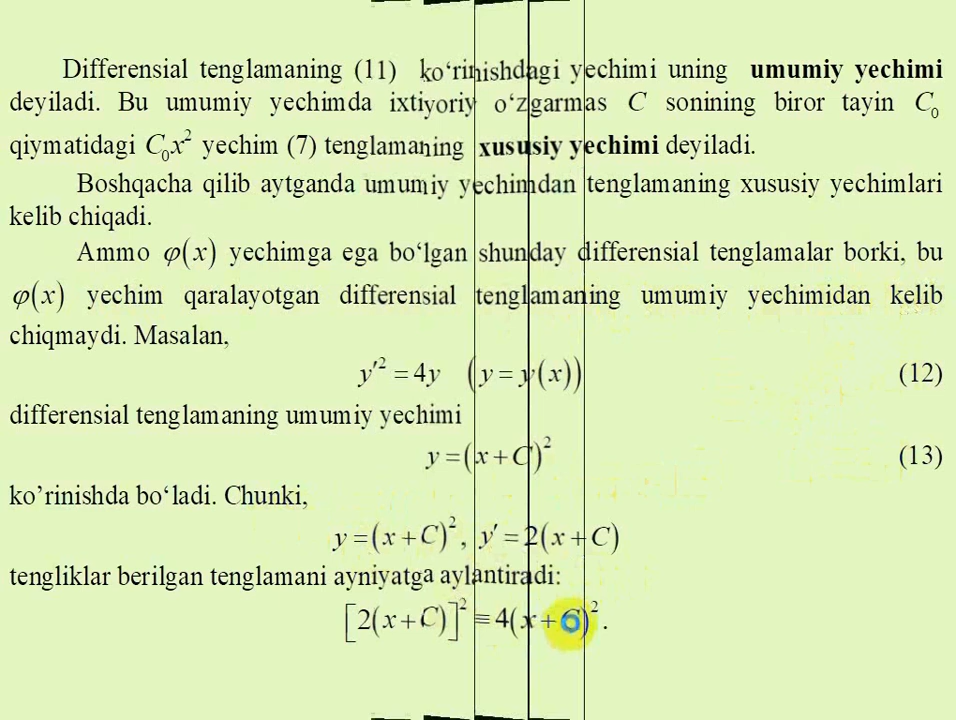 Differensial tenglamaning (11) ko‘rinishdagi yechimi uning umumiy yechimi
deyiladi. Bu umumiy yechimda ixtiyoriy o‘zgarmas C sonining biror tayin C₀
qiymatidagi C₀x² yechim (7) tenglamaning xususiy yechimi deyiladi.
Boshqacha qilib aytganda umumiy yechimdan tenglamaning xususiy yechimlari
kelib chiqadi.
Ammo φ(x) yechimga ega bo‘lgan shunday differensial tenglamalar borki, bu
φ(x) yechim qaralayotgan differensial tenglamaning umumiy yechimidan kelib
chiqmaydi. Masalan,
y′² = 4y (y = y(x)) (12)
differensial tenglamaning umumiy yechimi
y = (x + C)² (13)
ko’rinishda bo‘ladi. Chunki,
y = (x + C)², y′ = 2(x + C)
tengliklar berilgan tenglamani ayniyatga aylantiradi:
[2(x + C)]² ≡ 4(x + C)².